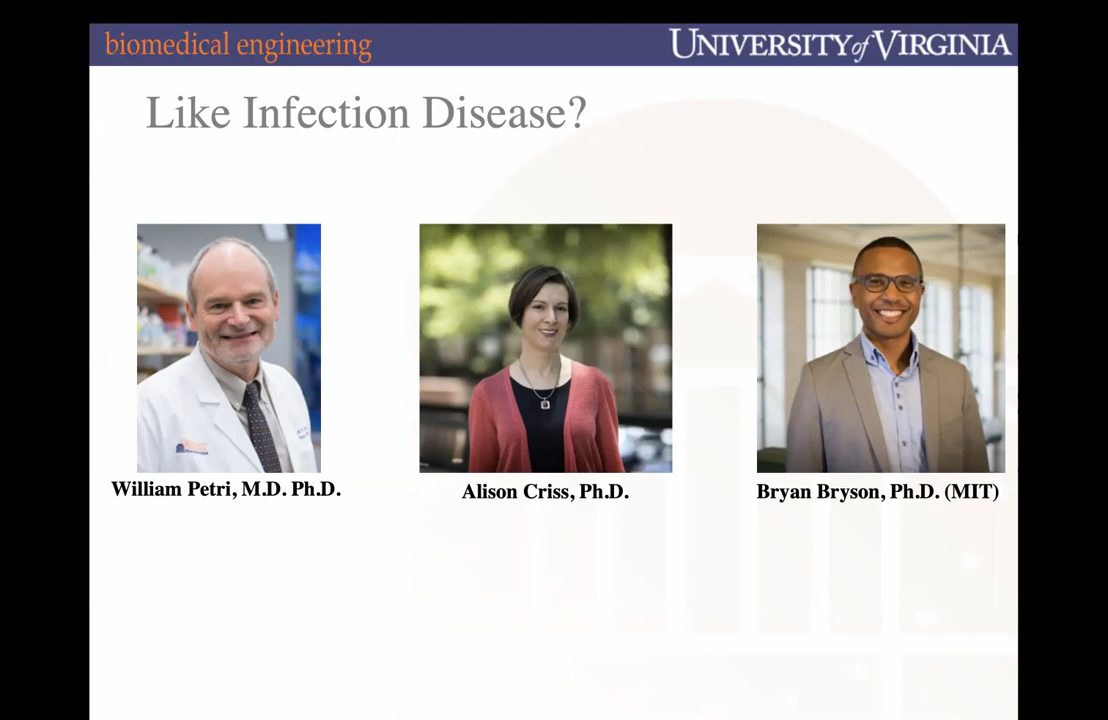 biomedical engineering
UNIVERSITY of VIRGINIA
Like Infection Disease?
William Petri, M.D. Ph.D.
Alison Criss, Ph.D.
Bryan Bryson, Ph.D. (MIT)